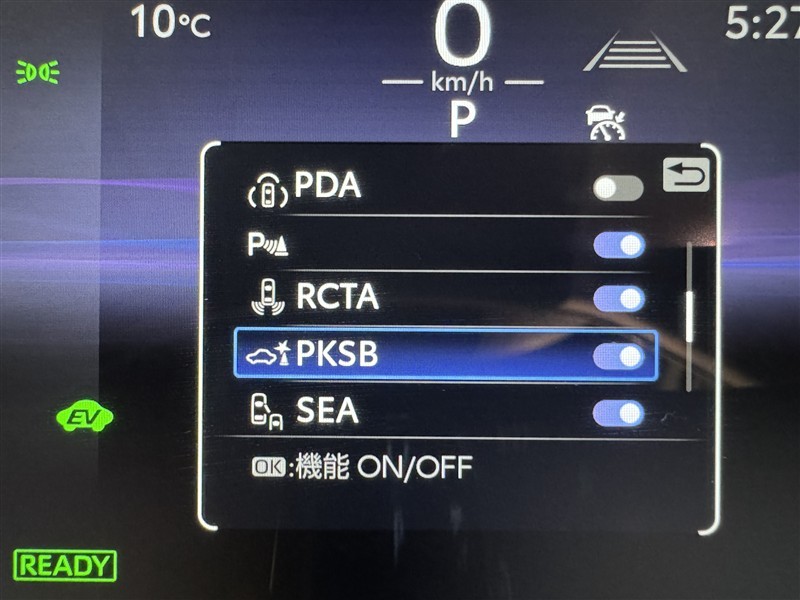 10°C
0
5:27
km/h
P
PDA
P
RCTA
PKSB
SEA
OK:機能 ON/OFF
EV
READY